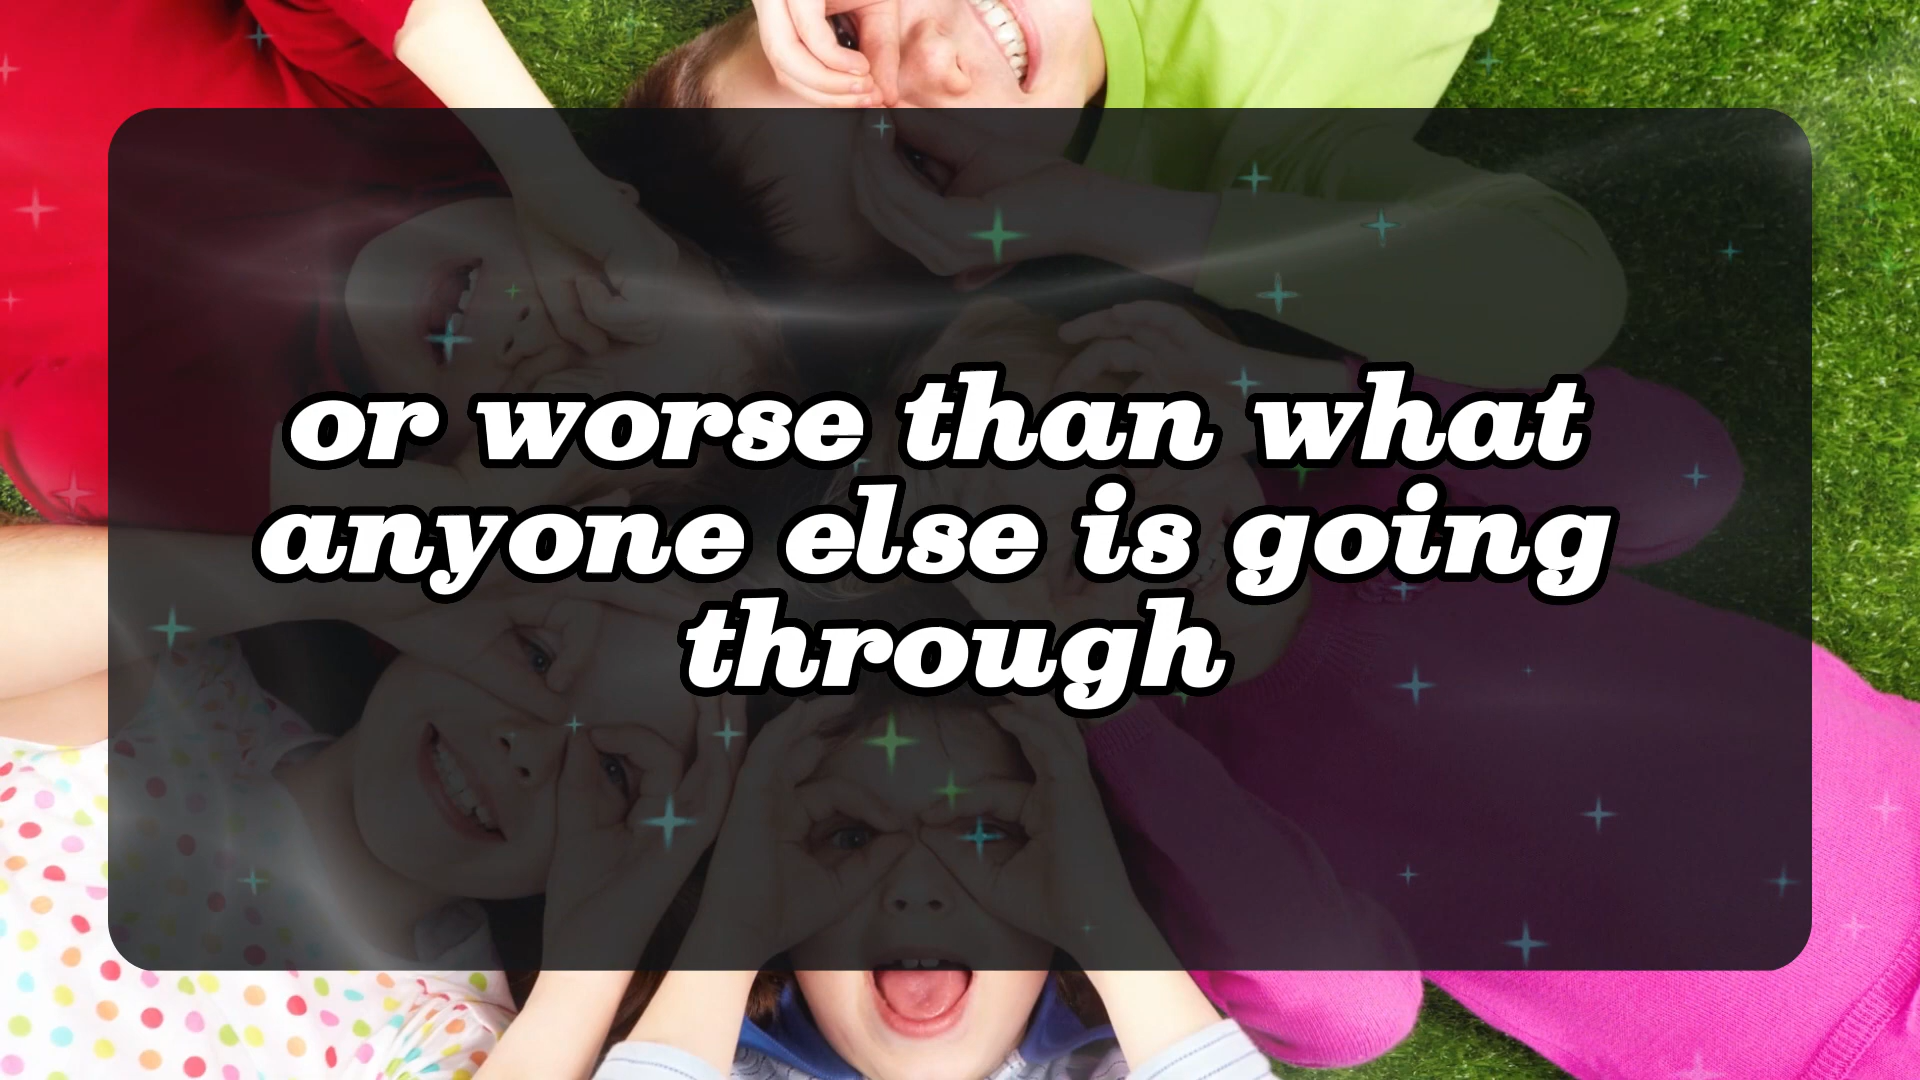 or worse than what
anyone else is going
through